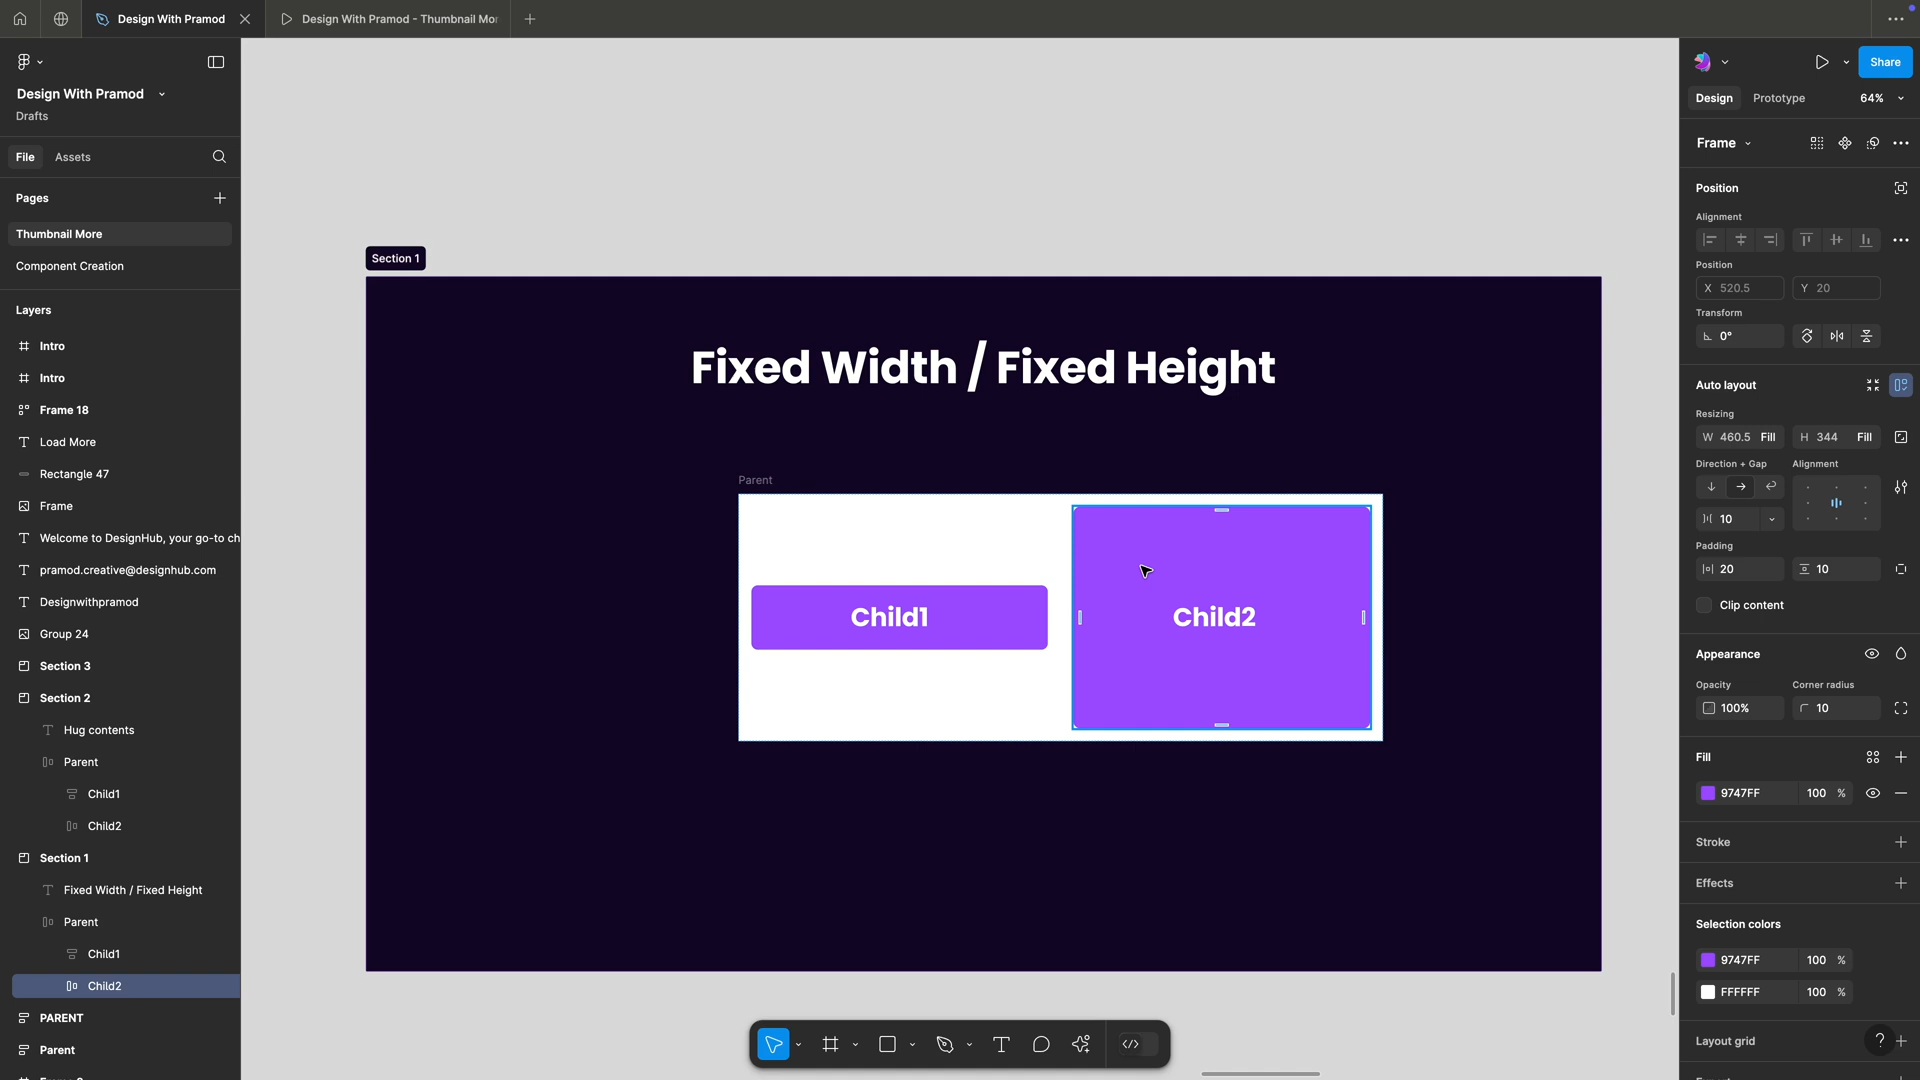 Design With Pramod
Design With Pramod - Thumbnail Mor
Design With Pramod
Drafts
File
Assets
Pages
Thumbnail More
Component Creation
Layers
Intro
Intro
Frame 18
Load More
Rectangle 47
Frame
Welcome to DesignHub, your go-to ch
pramod.creative@designhub.com
Designwithpramod
Group 24
Section 3
Section 2
Hug contents
Parent
Child1
Child2
Section 1
Fixed Width / Fixed Height
Parent
Child1
Child2
PARENT
Parent
Section 1
Fixed Width / Fixed Height
Parent
Child1
Child2
Share
Design
Prototype
64%
Frame
Position
Alignment
Position
X 520.5
Y 20
Transform
0°
Auto layout
Resizing
W 460.5 Fill
H 344 Fill
Direction + Gap
Alignment
10
Padding
20
10
Clip content
Appearance
Opacity
Corner radius
100%
10
Fill
9747FF 100 %
Stroke
Effects
Selection colors
9747FF 100 %
FFFFFF 100 %
Layout grid
?